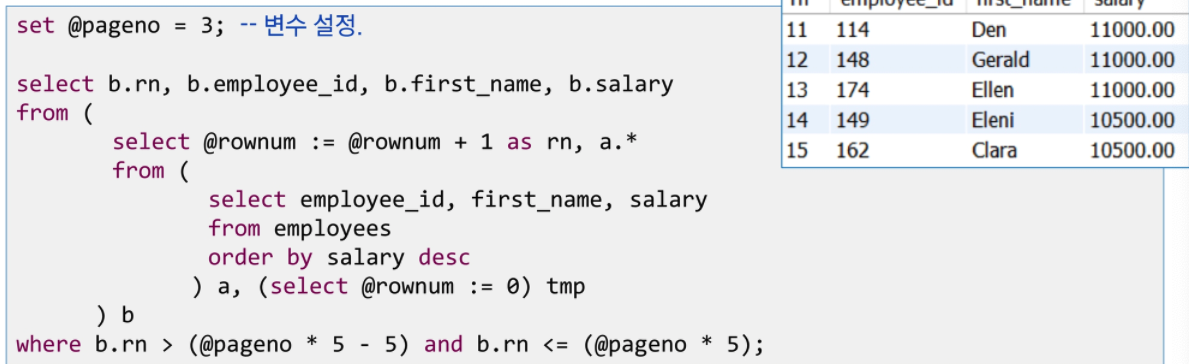 set @pageno = 3; -- 변수 설정.
select b.rn, b.employee_id, b.first_name, b.salary
from (
select @rownum := @rownum + 1 as rn, a.*
from (
select employee_id, first_name, salary
from employees
order by salary desc
) a, (select @rownum := 0) tmp
) b
where b.rn > (@pageno * 5 - 5) and b.rn <= (@pageno * 5);
rn employee_id first_name salary
11 114 Den 11000.00
12 148 Gerald 11000.00
13 174 Ellen 11000.00
14 149 Eleni 10500.00
15 162 Clara 10500.00